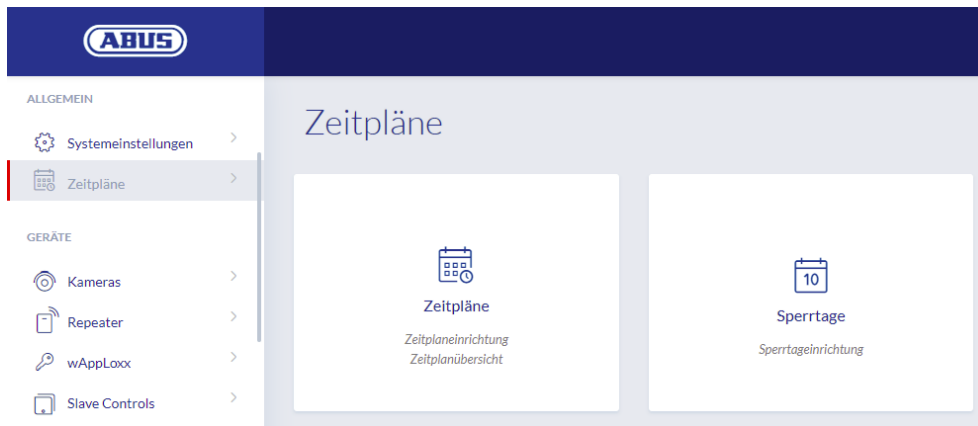 ABUS
ALLGEMEIN
Systemeinstellungen
Zeitpläne
GERÄTE
Kameras
Repeater
wAppLoxx
Slave Controls
Zeitpläne
Zeitpläne
Zeitplaneinrichtung
Zeitplanübersicht
10
Sperrtage
Sperrtageinrichtung